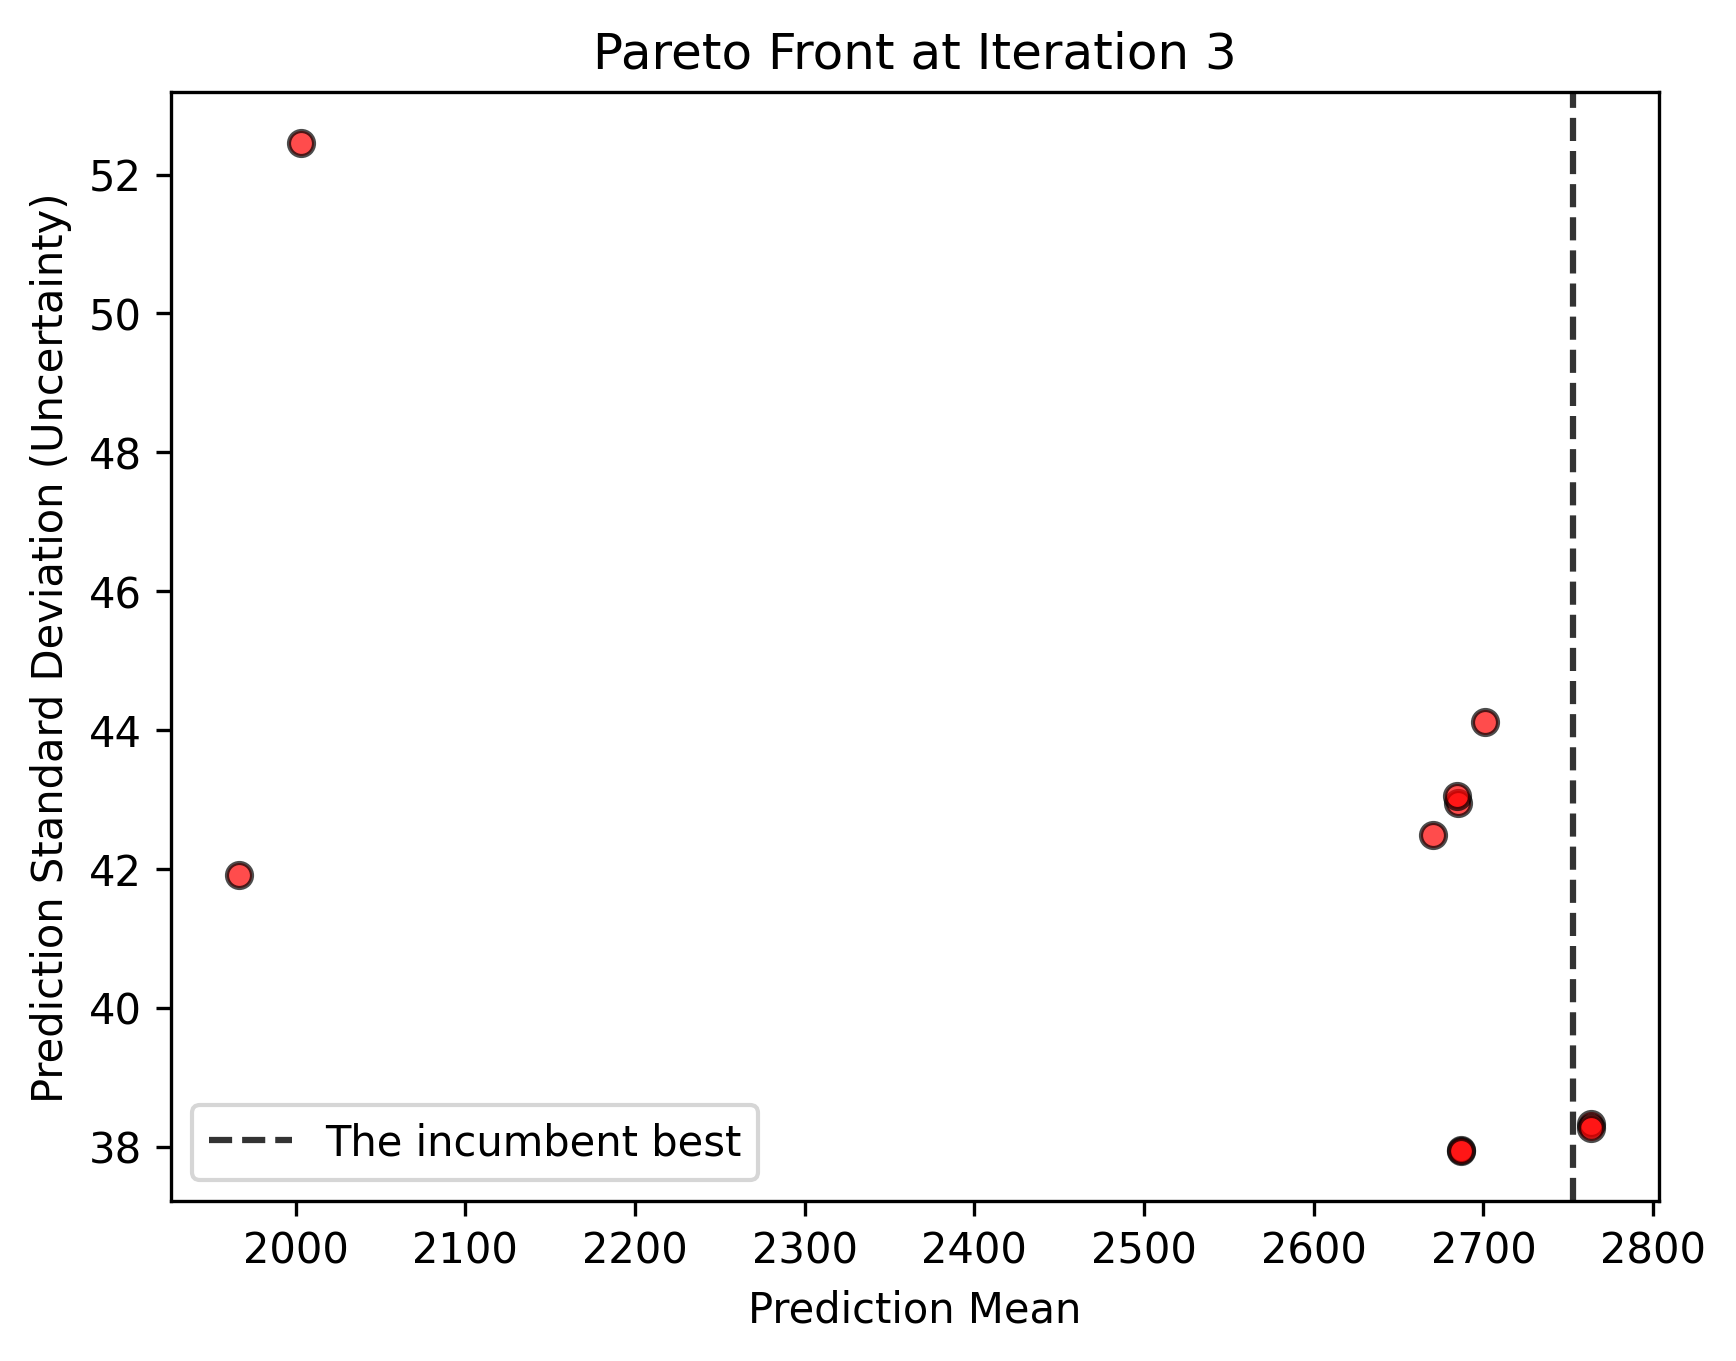 Pareto Front at Iteration 3
Prediction Standard Deviation (Uncertainty)
52
50
48
46
44
42
40
38
The incumbent best
2000 2100 2200 2300 2400 2500 2600 2700 2800
Prediction Mean